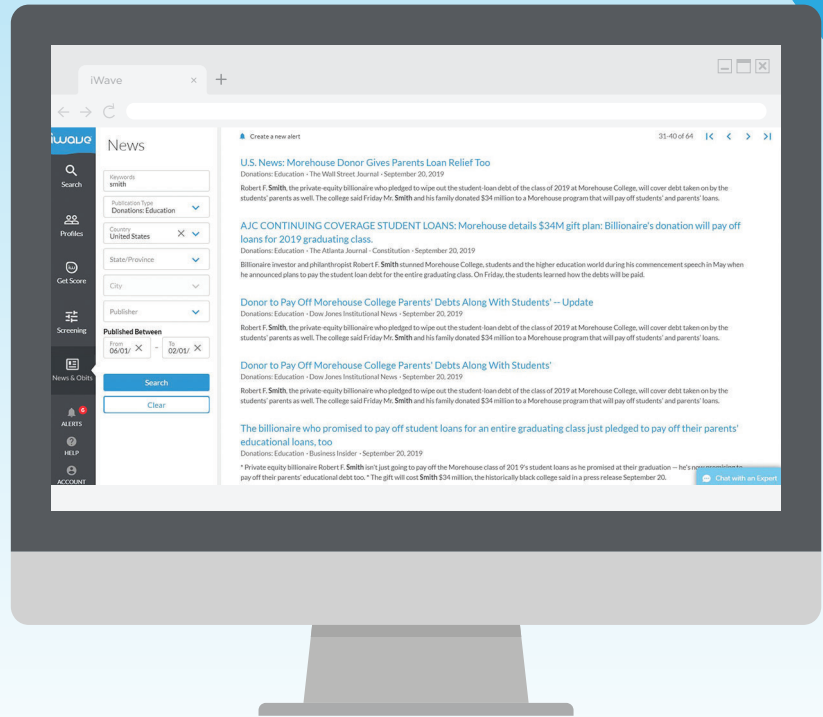 iWave
iwave
Search
Profiles
Get Score
Screening
News & Obits
6
ALERTS
HELP
ACCOUNT
News
Keywords
smith
Publication Type
Donations: Education
Country
United States
State/Province
City
Publisher
Published Between
From
06/01/
-
To
02/01/
Search
Clear
Create a new alert
31-40 of 64
U.S. News: Morehouse Donor Gives Parents Loan Relief Too
Donations: Education - The Wall Street Journal - September 20, 2019
Robert F. Smith, the private-equity billionaire who pledged to wipe out the student-loan debt of the class of 2019 at Morehouse College, will cover debt taken on by the
students' parents as well. The college said Friday Mr. Smith and his family donated $34 million to a Morehouse program that will pay off students' and parents' loans.
AJC CONTINUING COVERAGE STUDENT LOANS: Morehouse details $34M gift plan: Billionaire's donation will pay off
loans for 2019 graduating class.
Donations: Education - The Atlanta Journal - Constitution - September 20, 2019
Billionaire investor and philanthropist Robert F. Smith stunned Morehouse College, students and the higher education world during his commencement speech in May when
he announced plans to pay the student loan debt for the entire graduating class. On Friday, the students learned how the debts will be paid.
Donor to Pay Off Morehouse College Parents' Debts Along With Students' -- Update
Donations: Education - Dow Jones Institutional News - September 20, 2019
Robert F. Smith, the private-equity billionaire who pledged to wipe out the student-loan debt of the class of 2019 at Morehouse College, will cover debt taken on by the
students' parents as well. The college said Friday Mr. Smith and his family donated $34 million to a Morehouse program that will pay off students' and parents' loans.
Donor to Pay Off Morehouse College Parents' Debts Along With Students'
Donations: Education - Dow Jones Institutional News - September 20, 2019
Robert F. Smith, the private-equity billionaire who pledged to wipe out the student-loan debt of the class of 2019 at Morehouse College, will cover debt taken on by the
students' parents as well. The college said Friday Mr. Smith and his family donated $34 million to a Morehouse program that will pay off students' and parents' loans.
The billionaire who promised to pay off student loans for an entire graduating class just pledged to pay off their parents'
educational loans, too
Donations: Education - Business Insider - September 20, 2019
* Private equity billionaire Robert F. Smith isn't just going to pay off the Morehouse class of 201 9's student loans as he promised at their graduation — he's now promising to
pay off their parents' educational debt too. * The gift will cost Smith $34 million, the historically black college said in a press release September 20.
Chat with an Expert